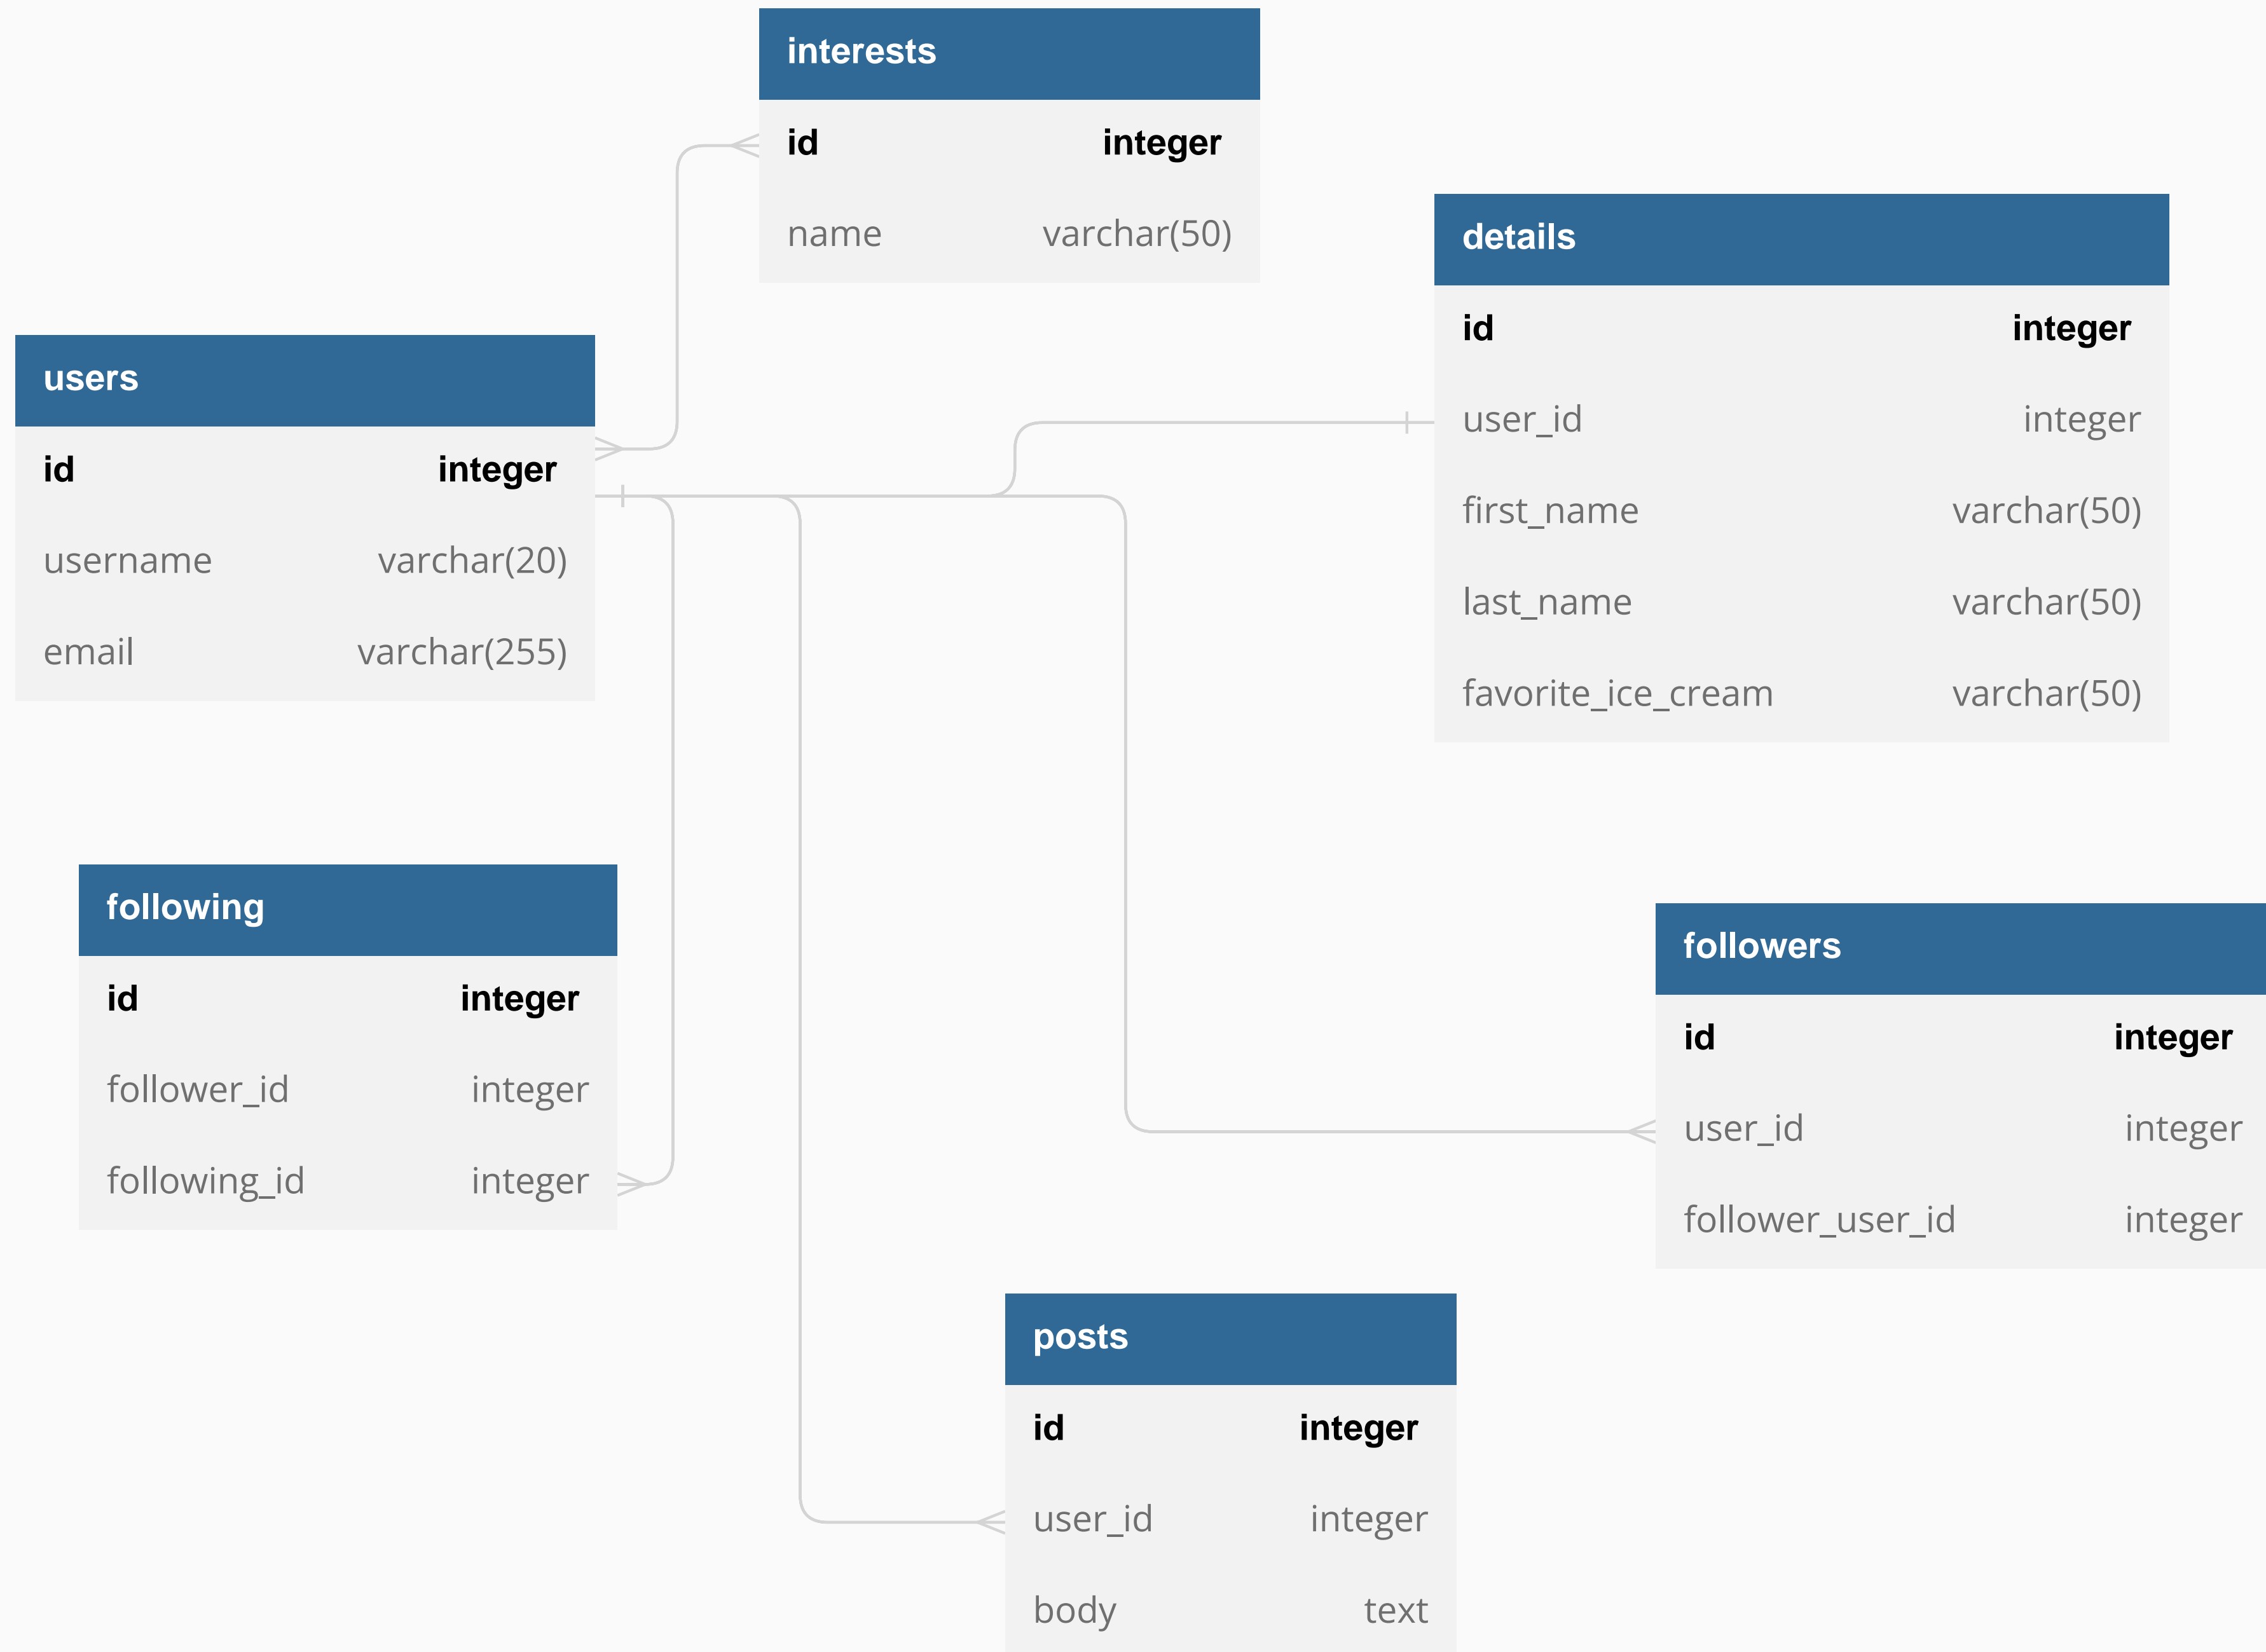 interests
id integer
name varchar(50)
details
id integer
user_id integer
first_name varchar(50)
last_name varchar(50)
favorite_ice_cream varchar(50)
users
id integer
username varchar(20)
email varchar(255)
following
id integer
follower_id integer
following_id integer
followers
id integer
user_id integer
follower_user_id integer
posts
id integer
user_id integer
body text